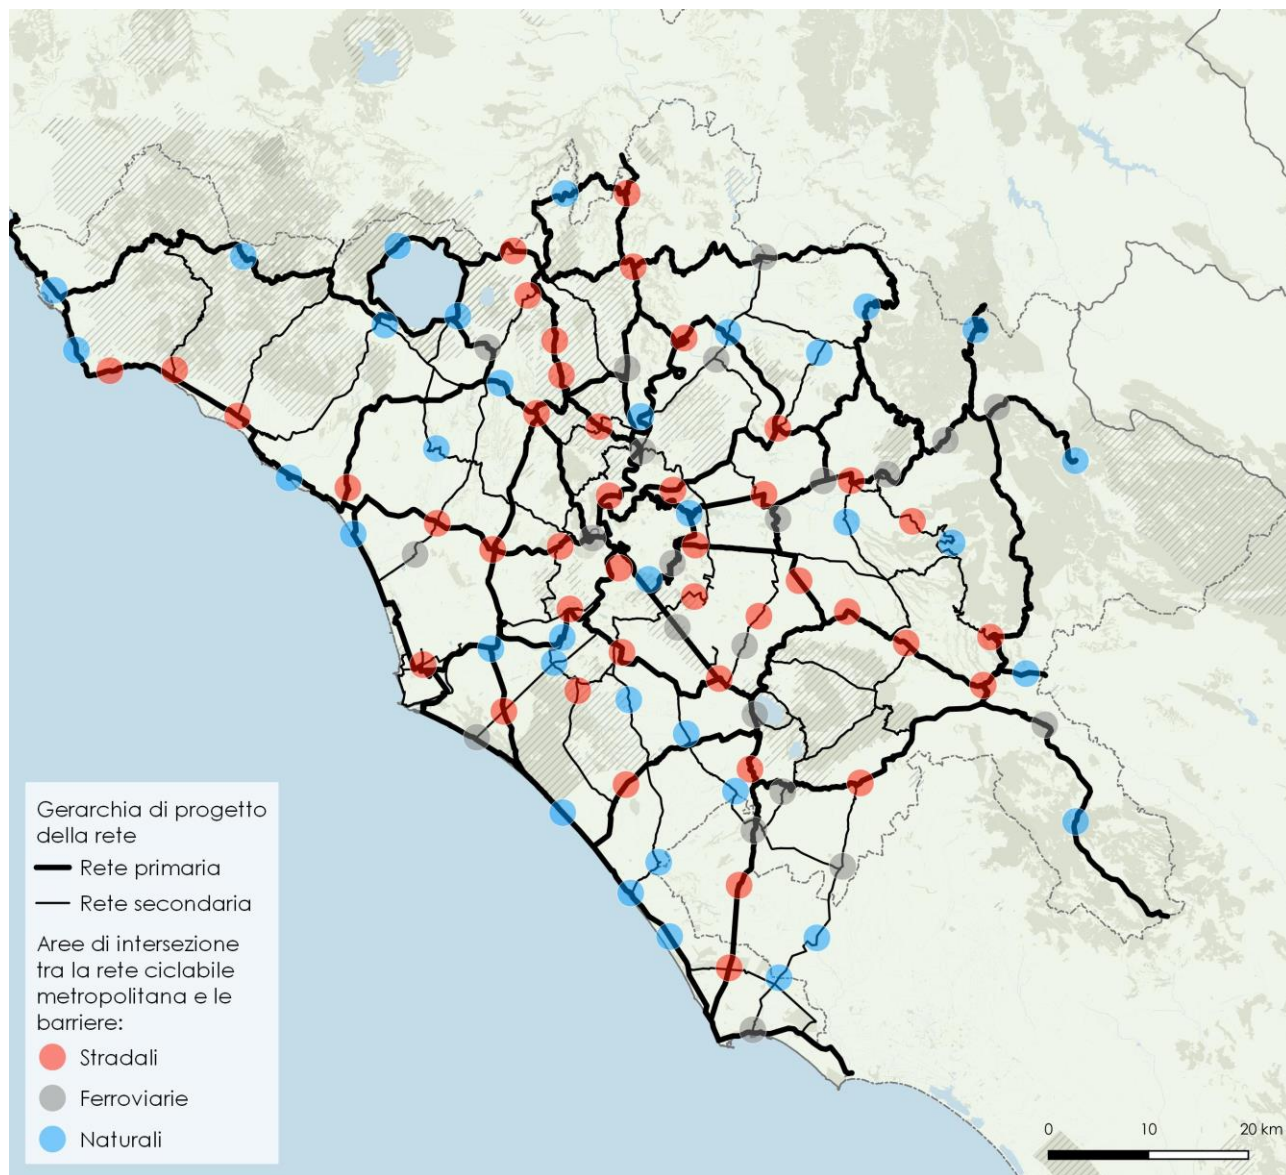 Gerarchia di progetto
della rete
Rete primaria
Rete secondaria
Aree di intersezione
tra la rete ciclabile
metropolitana e le
barriere:
Stradali
Ferroviarie
Naturali
0 10 20 km